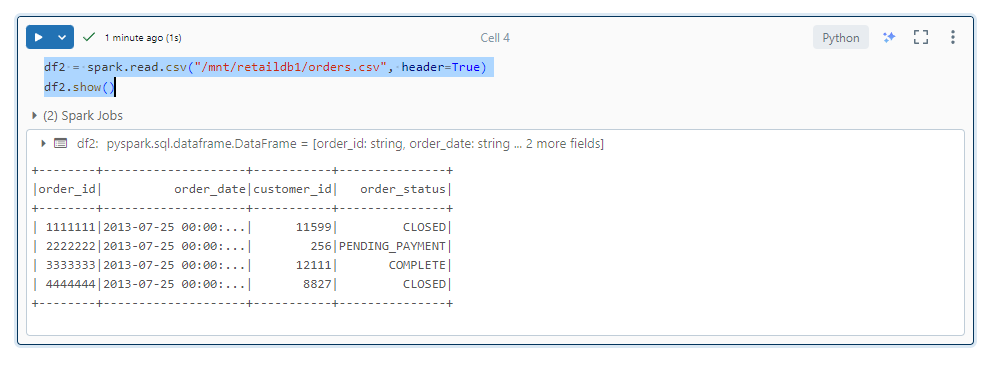 1 minute ago (1s) Cell 4 Python
df2 = spark.read.csv("/mnt/retaildb1/orders.csv", header=True)
df2.show()
(2) Spark Jobs
df2: pyspark.sql.dataframe.DataFrame = [order_id: string, order_date: string ... 2 more fields]
+--------+--------------------+-----------+---------------+
|order_id|          order_date|customer_id|   order_status|
+--------+--------------------+-----------+---------------+
| 1111111|2013-07-25 00:00:...|      11599|         CLOSED|
| 2222222|2013-07-25 00:00:...|        256|PENDING_PAYMENT|
| 3333333|2013-07-25 00:00:...|      12111|       COMPLETE|
| 4444444|2013-07-25 00:00:...|       8827|         CLOSED|
+--------+--------------------+-----------+---------------+